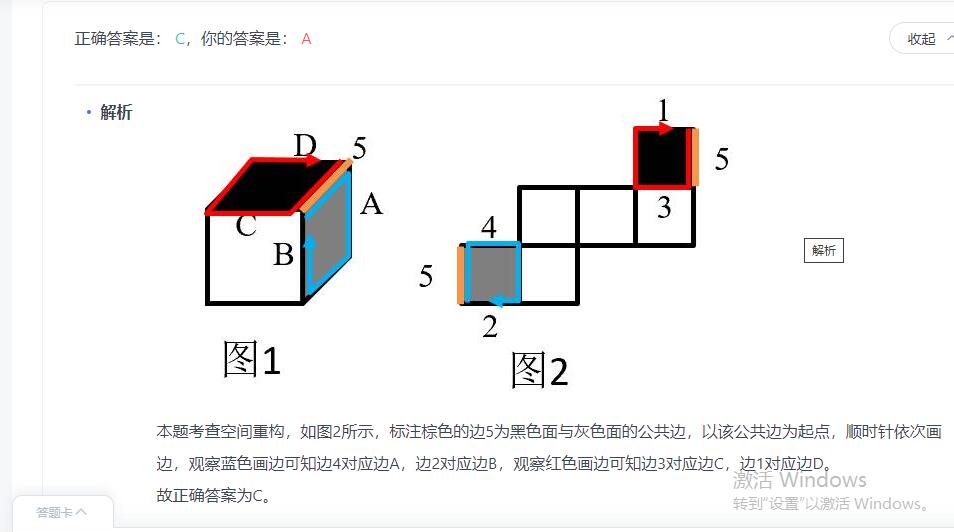 正确答案是： C，你的答案是： A
收起
解析
D
5
A
C
B
图1
1
5
3
4
5
2
图2
解析
本题考查空间重构，如图2所示，标注棕色的边5为黑色面与灰色面的公共边，以该公共边为起点，顺时针依次画
边，观察蓝色画边可知边4对应边A，边2对应边B，观察红色画边可知边3对应边C，边1对应边D。
故正确答案为C。
激活 Windows
转到“设置”以激活 Windows。
答题卡